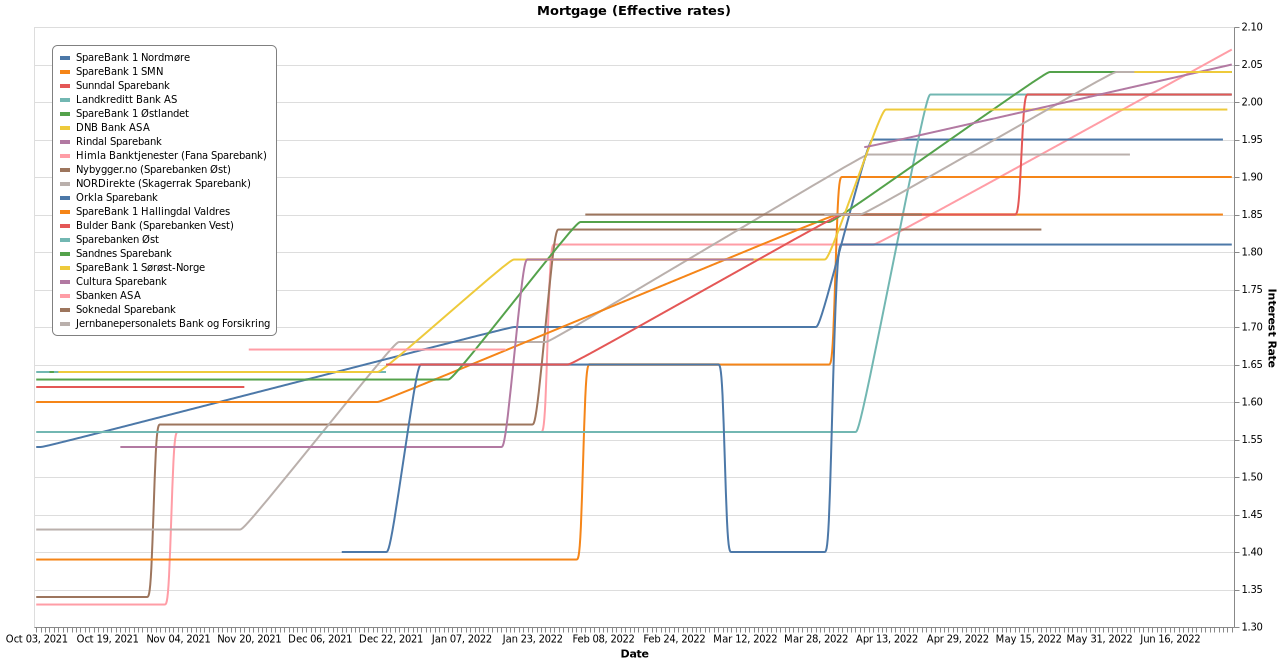 Mortgage (Effective rates)
SpareBank 1 Nordmøre
SpareBank 1 SMN
Sunndal Sparebank
Landkreditt Bank AS
SpareBank 1 Østlandet
DNB Bank ASA
Rindal Sparebank
Himla Banktjenester (Fana Sparebank)
Nybygger.no (Sparebanken Øst)
NORDirekte (Skagerrak Sparebank)
Orkla Sparebank
SpareBank 1 Hallingdal Valdres
Bulder Bank (Sparebanken Vest)
Sparebanken Øst
Sandnes Sparebank
SpareBank 1 Sørøst-Norge
Cultura Sparebank
Sbanken ASA
Soknedal Sparebank
Jernbanepersonalets Bank og Forsikring
2.10
2.05
2.00
1.95
1.90
1.85
1.80
1.75
1.70
1.65
1.60
1.55
1.50
1.45
1.40
1.35
1.30
Interest Rate
Oct 03, 2021 Oct 19, 2021 Nov 04, 2021 Nov 20, 2021 Dec 06, 2021 Dec 22, 2021 Jan 07, 2022 Jan 23, 2022 Feb 08, 2022 Feb 24, 2022 Mar 12, 2022 Mar 28, 2022 Apr 13, 2022 Apr 29, 2022 May 15, 2022 May 31, 2022 Jun 16, 2022
Date